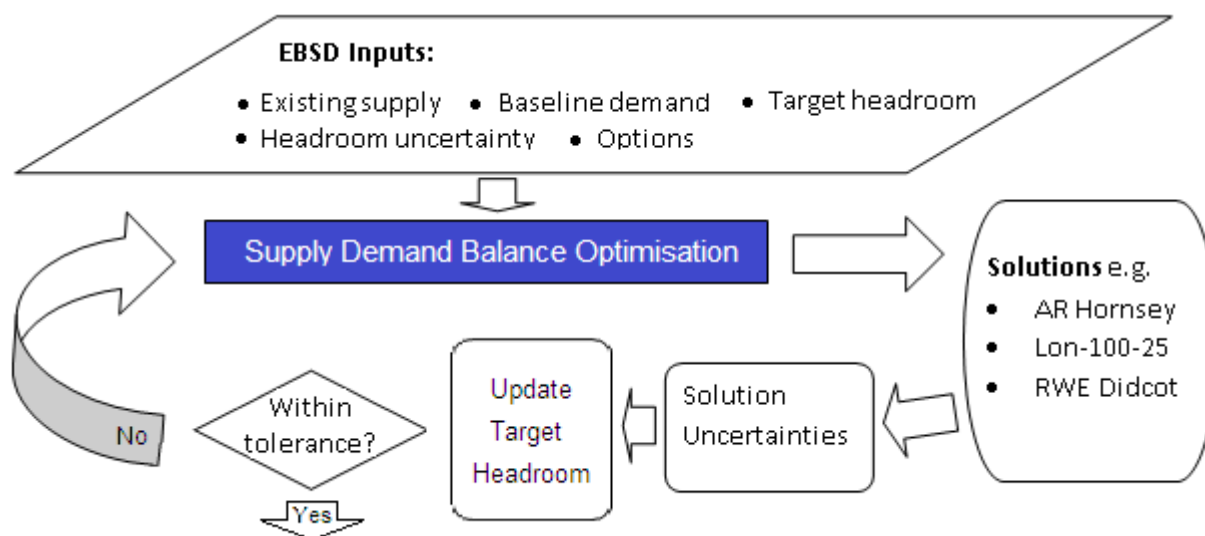 EBSD Inputs:
• Existing supply • Baseline demand • Target headroom
• Headroom uncertainty • Options
Supply Demand Balance Optimisation
Solutions e.g.
• AR Hornsey
• Lon-100-25
• RWE Didcot
Solution
Uncertainties
Update
Target
Headroom
Within
tolerance?
No
Yes